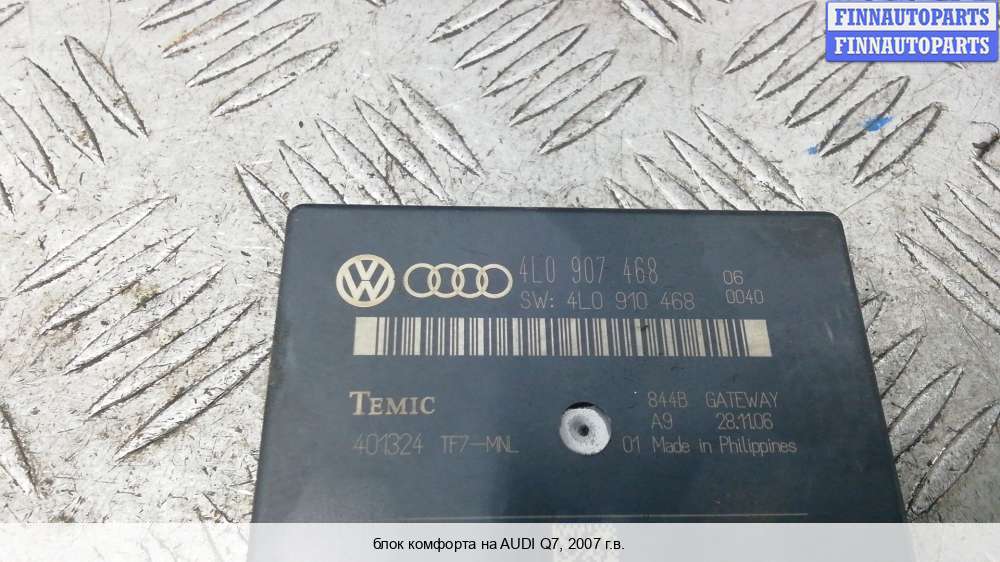 FINNAUTOPARTS
FINNAUTOPARTS
4L0 907 468 06
SW: 4L0 910 468 0040
TEMIC 844B GATEWAY
A9 28.11.06
401324 TF7-MNL 01 Made in Philippines
блок комфорта на AUDI Q7, 2007 г.в.